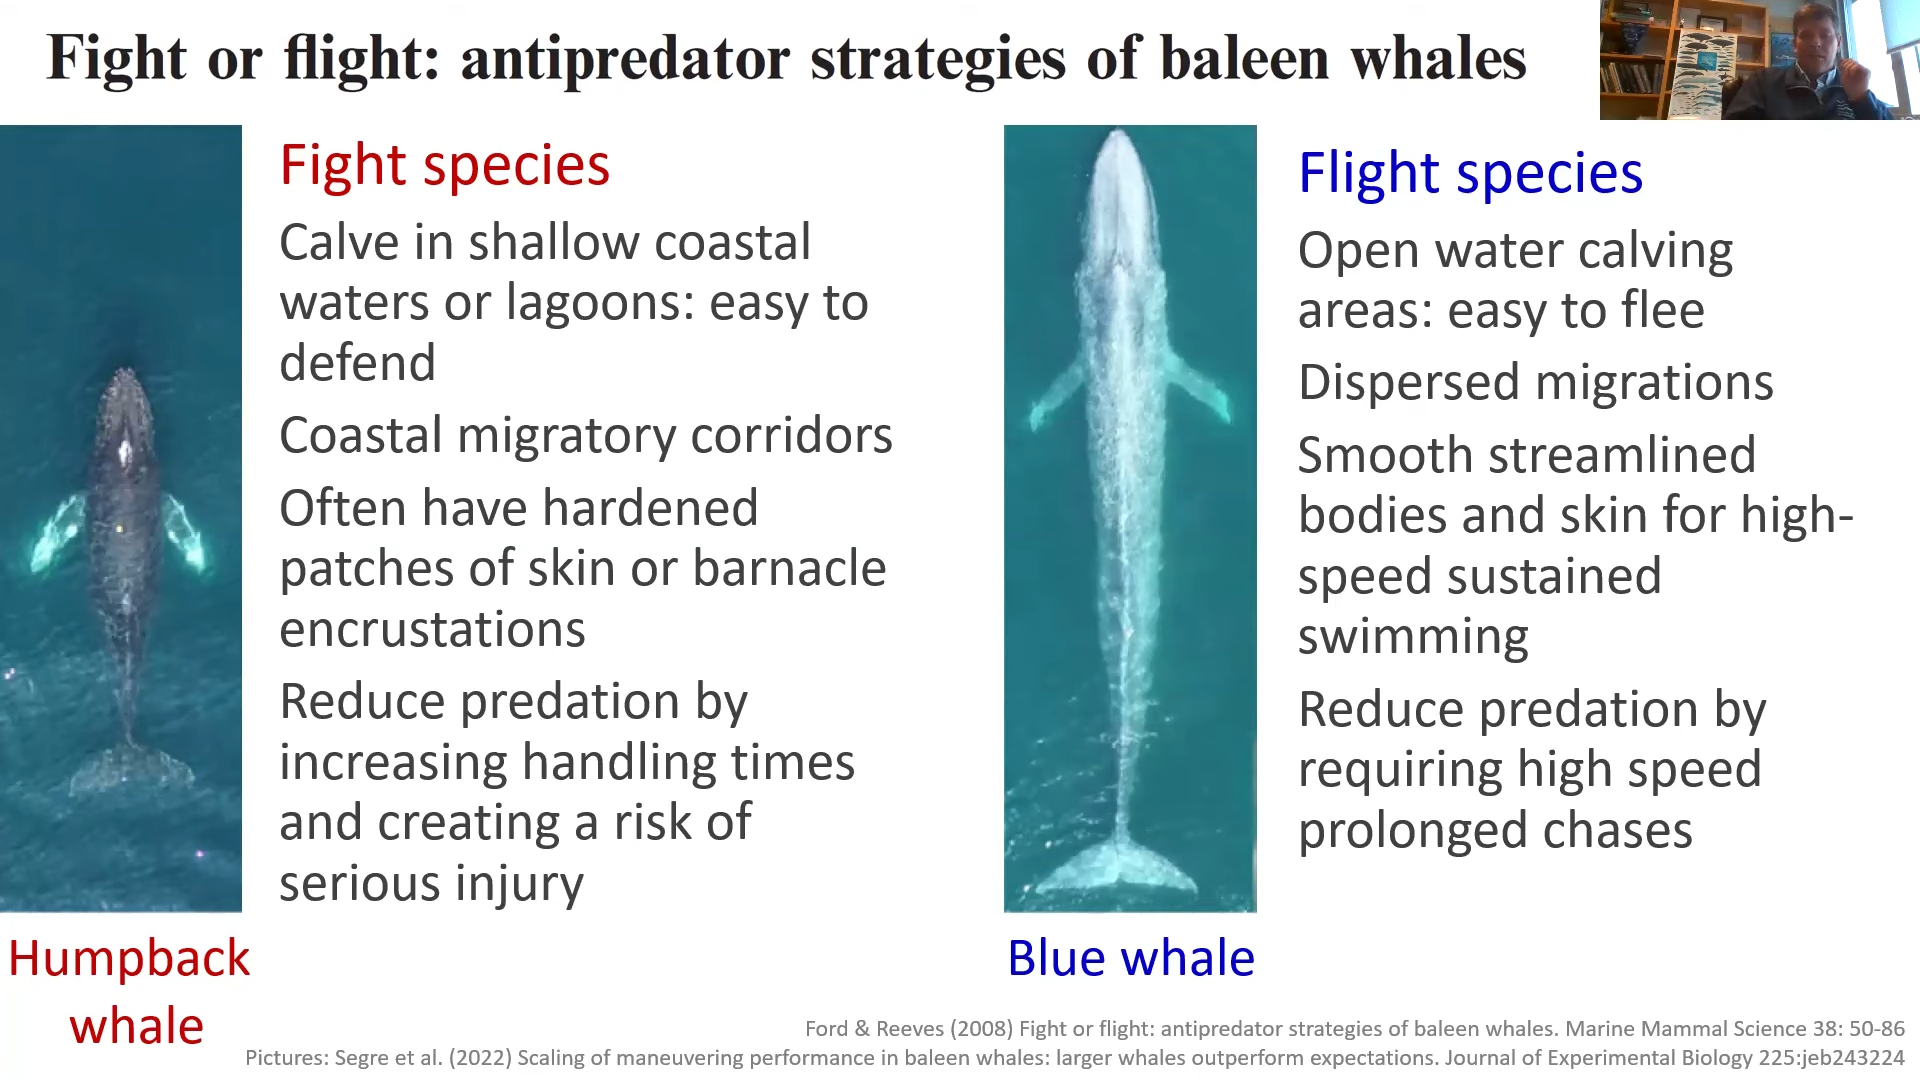 Fight or flight: antipredator strategies of baleen whales
Fight species
Calve in shallow coastal
waters or lagoons: easy to
defend
Coastal migratory corridors
Often have hardened
patches of skin or barnacle
encrustations
Reduce predation by
increasing handling times
and creating a risk of
serious injury
Humpback
whale
Flight species
Open water calving
areas: easy to flee
Dispersed migrations
Smooth streamlined
bodies and skin for high-
speed sustained
swimming
Reduce predation by
requiring high speed
prolonged chases
Blue whale
Ford & Reeves (2008) Fight or flight: antipredator strategies of baleen whales. Marine Mammal Science 38: 50-86
Pictures: Segre et al. (2022) Scaling of maneuvering performance in baleen whales: larger whales outperform expectations. Journal of Experimental Biology 225:jeb243224